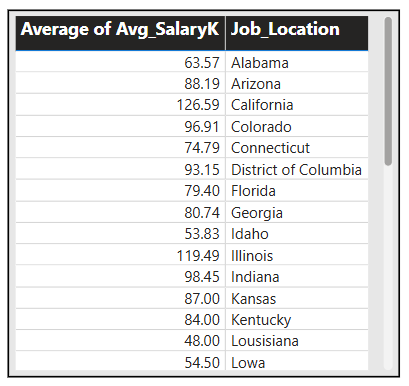 Average of Avg_SalaryK Job_Location
63.57 Alabama
88.19 Arizona
126.59 California
96.91 Colorado
74.79 Connecticut
93.15 District of Columbia
79.40 Florida
80.74 Georgia
53.83 Idaho
119.49 Illinois
98.45 Indiana
87.00 Kansas
84.00 Kentucky
48.00 Lousisiana
54.50 Lowa